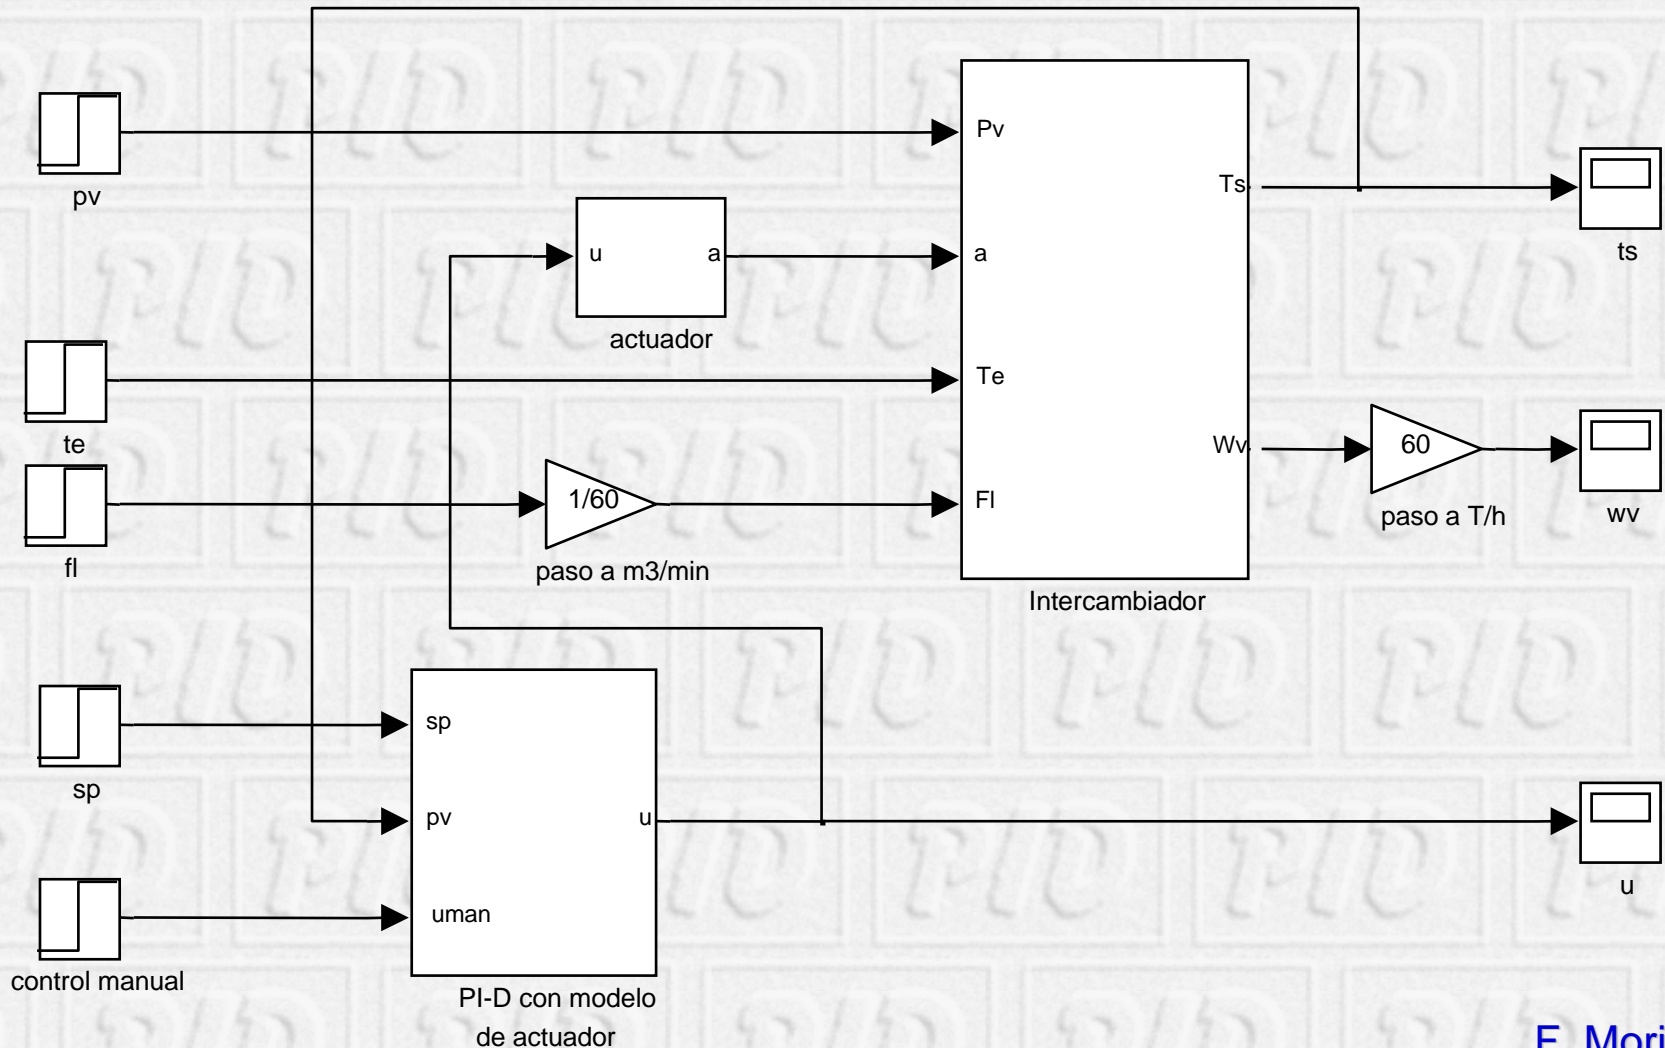 pv
Pv
Ts
ts
u
a
actuador
a
te
Te
Wv
60
paso a T/h
wv
fl
1/60
paso a m3/min
Fl
Intercambiador
sp
sp
pv
u
u
uman
control manual
PI-D con modelo
de actuador
PID